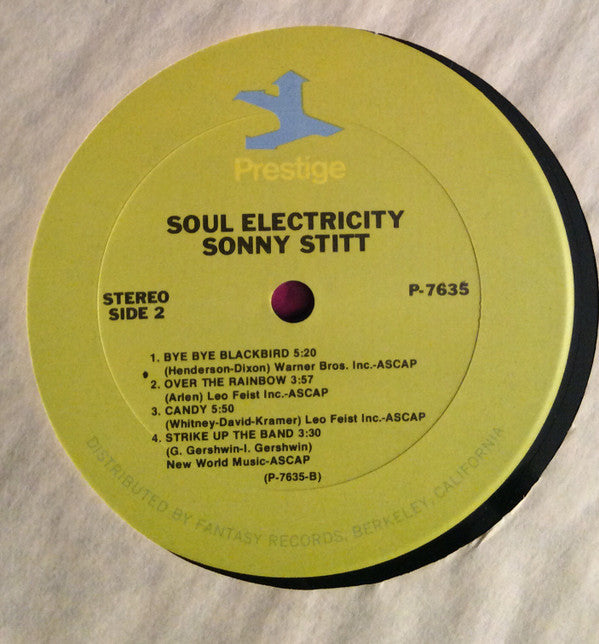 Prestige
SOUL ELECTRICITY
SONNY STITT
STEREO
SIDE 2
P-7635
1. BYE BYE BLACKBIRD 5:20
(Henderson-Dixon) Warner Bros. Inc.-ASCAP
2. OVER THE RAINBOW 3:57
(Arlen) Leo Feist Inc.-ASCAP
3. CANDY 5:50
(Whitney-David-Kramer) Leo Feist Inc.-ASCAP
4. STRIKE UP THE BAND 3:30
(G. Gershwin-I. Gershwin)
New World Music-ASCAP
(P-7635-B)
DISTRIBUTED BY FANTASY RECORDS, BERKELEY, CALIFORNIA